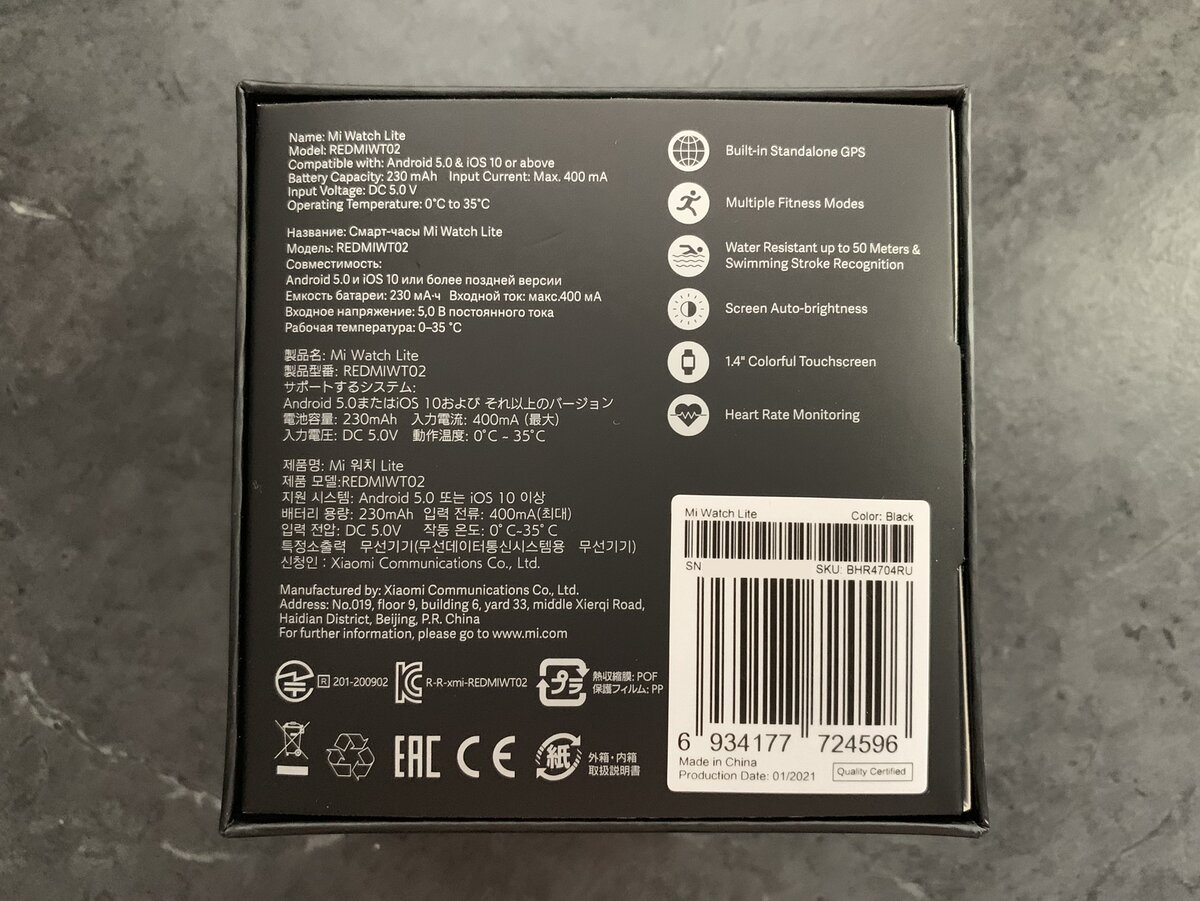 Name: Mi Watch Lite
Model: REDMIWT02
Compatible with: Android 5.0 & iOS 10 or above
Battery Capacity: 230 mAh Input Current: Max. 400 mA
Input Voltage: DC 5.0 V
Operating Temperature: 0°C to 35°C
Название: Смарт-часы Mi Watch Lite
Модель: REDMIWT02
Совместимость:
Android 5.0 и iOS 10 или более поздней версии
Емкость батареи: 230 мА·ч Входной ток: макс.400 мА
Входное напряжение: 5,0 В постоянного тока
Рабочая температура: 0–35 °C
製品名: Mi Watch Lite
製品型番: REDMIWT02
サポートするシステム:
Android 5.0またはiOS 10および それ以上のバージョン
電池容量: 230mAh 入力電流: 400mA (最大)
入力電圧: DC 5.0V 動作温度: 0°C ~ 35°C
제품명: Mi 워치 Lite
제품 모델:REDMIWT02
지원 시스템: Android 5.0 또는 iOS 10 이상
배터리 용량: 230mAh 입력 전류: 400mA(최대)
입력 전압: DC 5.0V 작동 온도: 0°C~35°C
특정소출력 무선기기(무선데이터통신시스템용 무선기기)
신청인 : Xiaomi Communications Co., Ltd.
Manufactured by: Xiaomi Communications Co., Ltd.
Address: No.019, floor 9, building 6, yard 33, middle Xierqi Road,
Haidian District, Beijing, P.R. China
For further information, please go to www.mi.com
R 201-200902
KC R-R-xmi-REDMIWT02
プラ 熱収縮膜: POF
保護フィルム: PP
EAC CE
紙 外箱・内箱
取扱説明書
Built-in Standalone GPS
Multiple Fitness Modes
Water Resistant up to 50 Meters &
Swimming Stroke Recognition
Screen Auto-brightness
1.4" Colorful Touchscreen
Heart Rate Monitoring
Mi Watch Lite Color: Black
SN SKU: BHR4704RU
6 934177 724596
Made in China
Production Date: 01/2021 Quality Certified